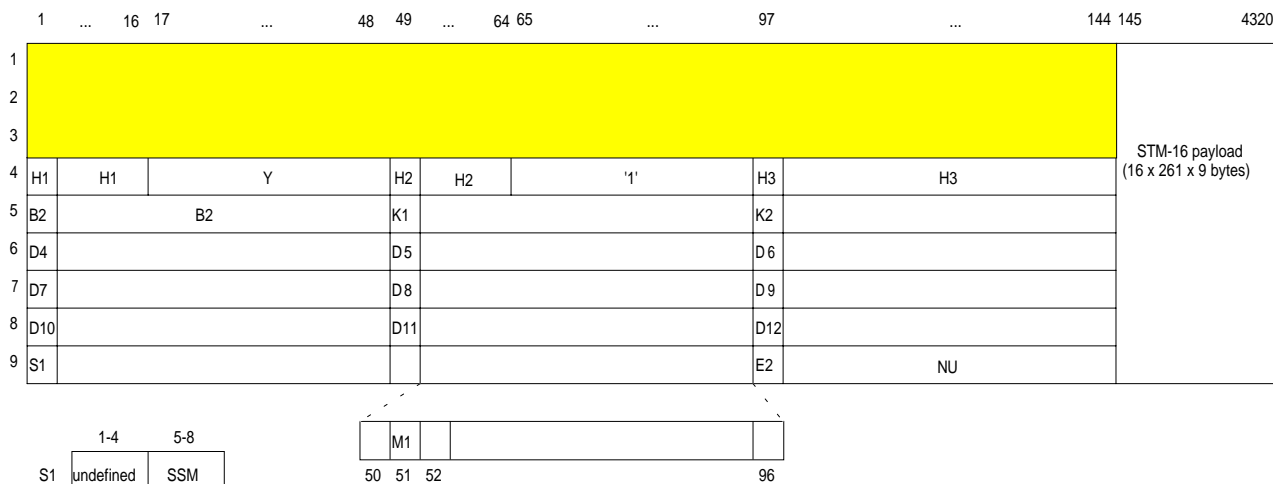 1 ... 16 17 ... 48 49 ... 64 65 ... 97 ... 144 145 4320
1
2
3
STM-16 payload
(16 x 261 x 9 bytes)
4 H1 H1 Y H2 H2 '1' H3 H3
5 B2 B2 K1 K2
6 D4 D5 D6
7 D7 D8 D9
8 D10 D11 D12
9 S1 E2 NU
1-4 5-8
M1
S1 undefined SSM
50 51 52 96